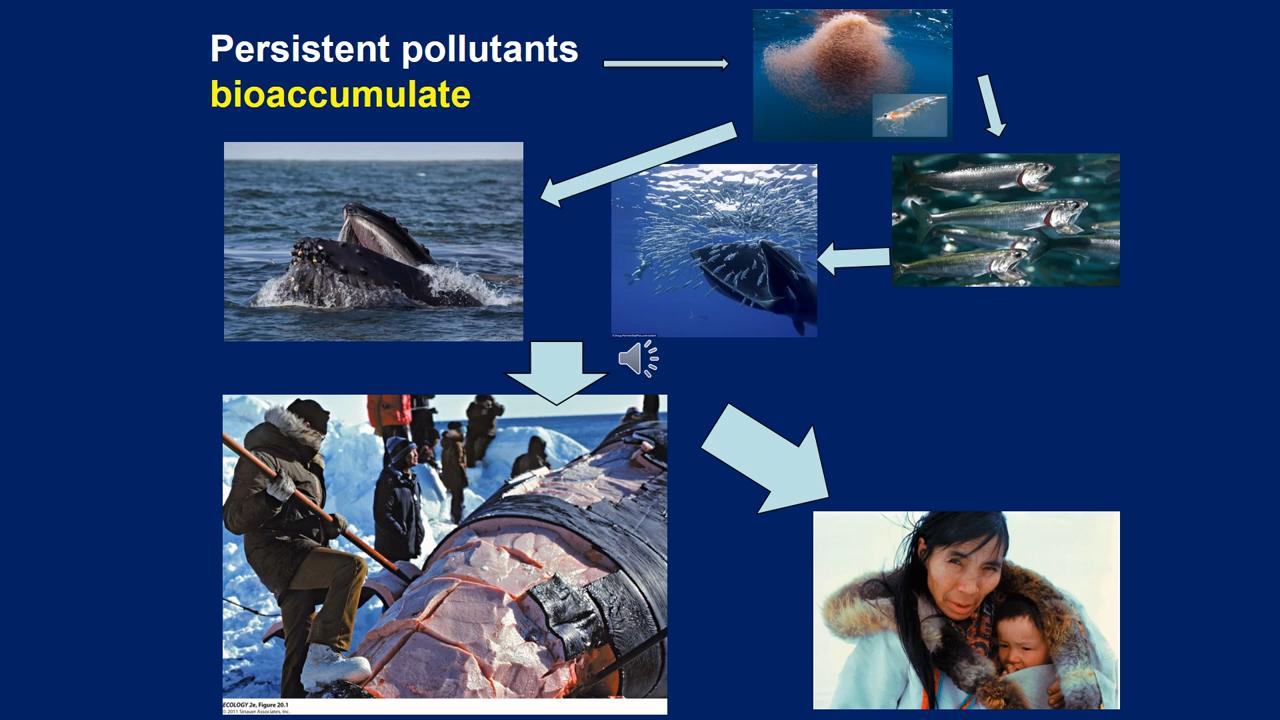 Persistent pollutants
bioaccumulate
ECOLOGY 2e, Figure 20.1
© 2011 Sinauer Associates, Inc.